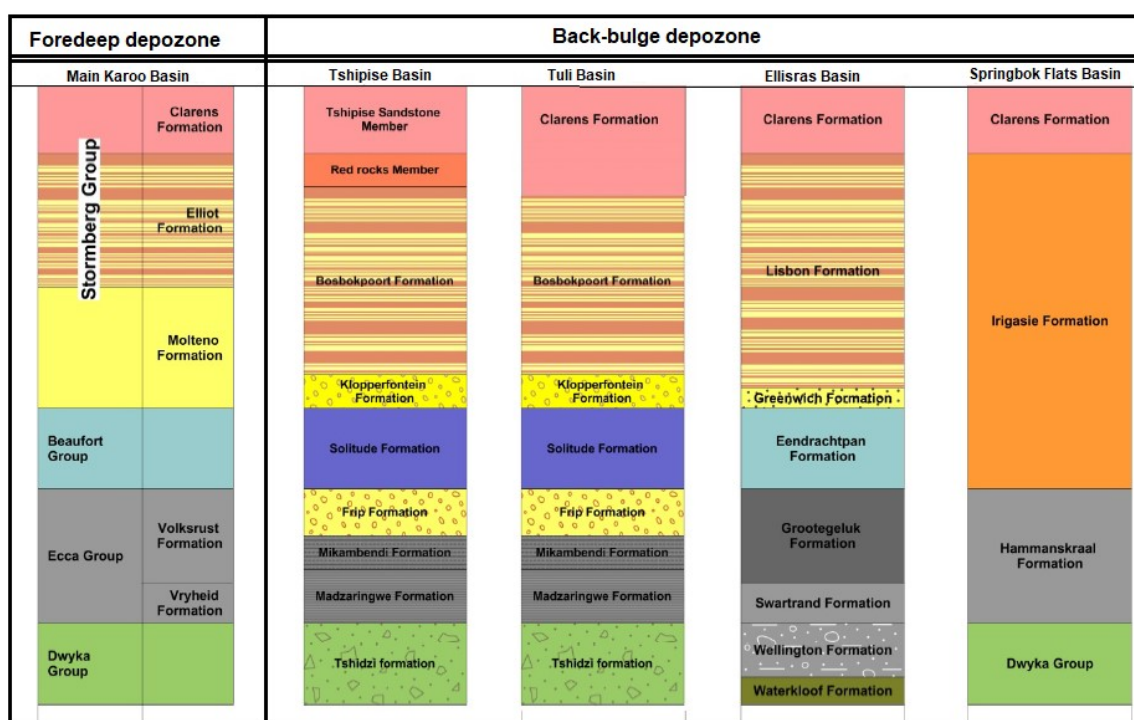 Foredeep depozone
Back-bulge depozone
Main Karoo Basin
Tshipise Basin
Tuli Basin
Ellisras Basin
Springbok Flats Basin
Stormberg Group
Clarens
Formation
Elliot
Formation
Molteno
Formation
Beaufort
Group
Ecca Group
Volksrust
Formation
Vryheid
Formation
Dwyka
Group
Tshipise Sandstone
Member
Red rocks Member
Bosbokpoort Formation
Klopperfontein
Formation
Solitude Formation
Frip Formation
Mikambendi Formation
Madzaringwe Formation
Tshidzi formation
Clarens Formation
Bosbokpoort Formation
Klopperfontein
Formation
Solitude Formation
Frip Formation
Mikambendi Formation
Madzaringwe Formation
Tshidzi formation
Clarens Formation
Lisbon Formation
Greenwich Formation
Eendrachtpan
Formation
Grootegeluk
Formation
Swartrand Formation
Wellington Formation
Waterkloof Formation
Clarens Formation
Irigasie Formation
Hammanskraal
Formation
Dwyka Group